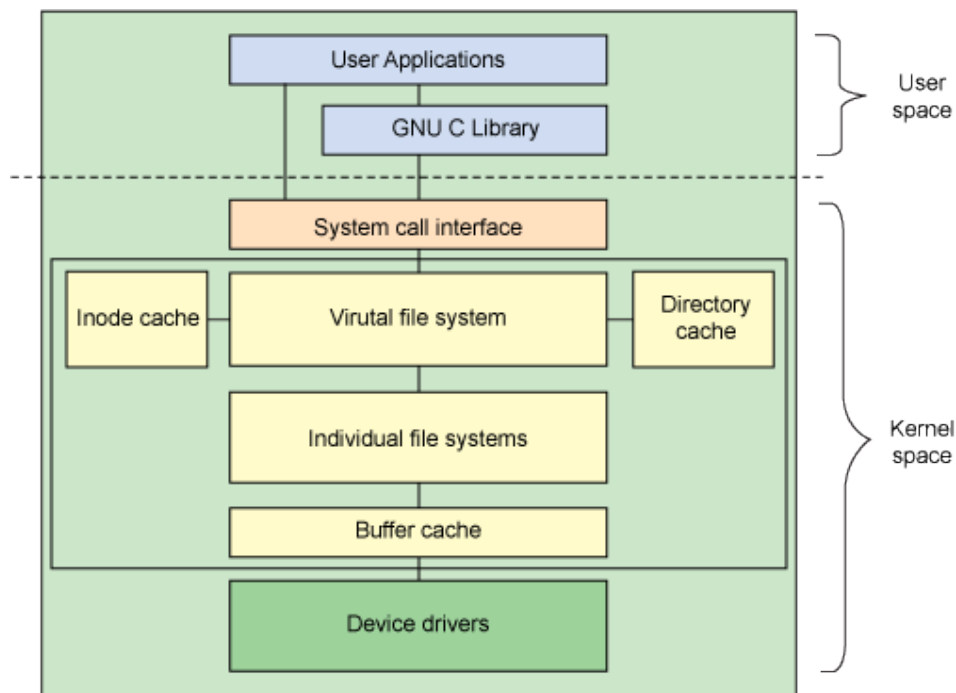 User Applications
User
space
GNU C Library
System call interface
Inode cache
Virutal file system
Directory
cache
Individual file systems
Kernel
space
Buffer cache
Device drivers